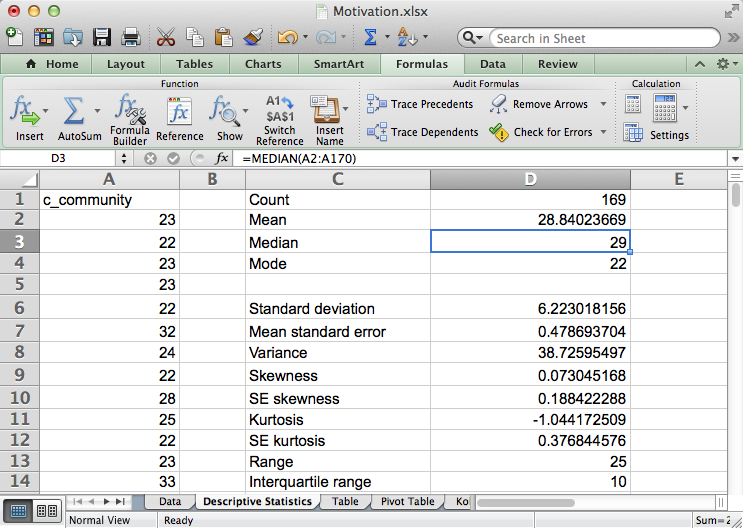 Motivation.xlsx
Search in Sheet
Home Layout Tables Charts SmartArt Formulas Data Review
Function Audit Formulas Calculation
fx Σ fx fx fx A1 $A$1
Trace Precedents Remove Arrows
Trace Dependents Check for Errors Settings
Insert AutoSum Formula Builder Reference Show Switch Reference Insert Name
D3 fx =MEDIAN(A2:A170)
A B C D E
1 c_community Count 169
2 23 Mean 28.84023669
3 22 Median 29
4 23 Mode 22
5 23
6 22 Standard deviation 6.223018156
7 32 Mean standard error 0.478693704
8 24 Variance 38.72595497
9 22 Skewness 0.073045168
10 28 SE skewness 0.188422288
11 25 Kurtosis -1.044172509
12 22 SE kurtosis 0.376844576
13 23 Range 25
14 33 Interquartile range 10
Data Descriptive Statistics Table Pivot Table Ko
Normal View Ready Sum=2